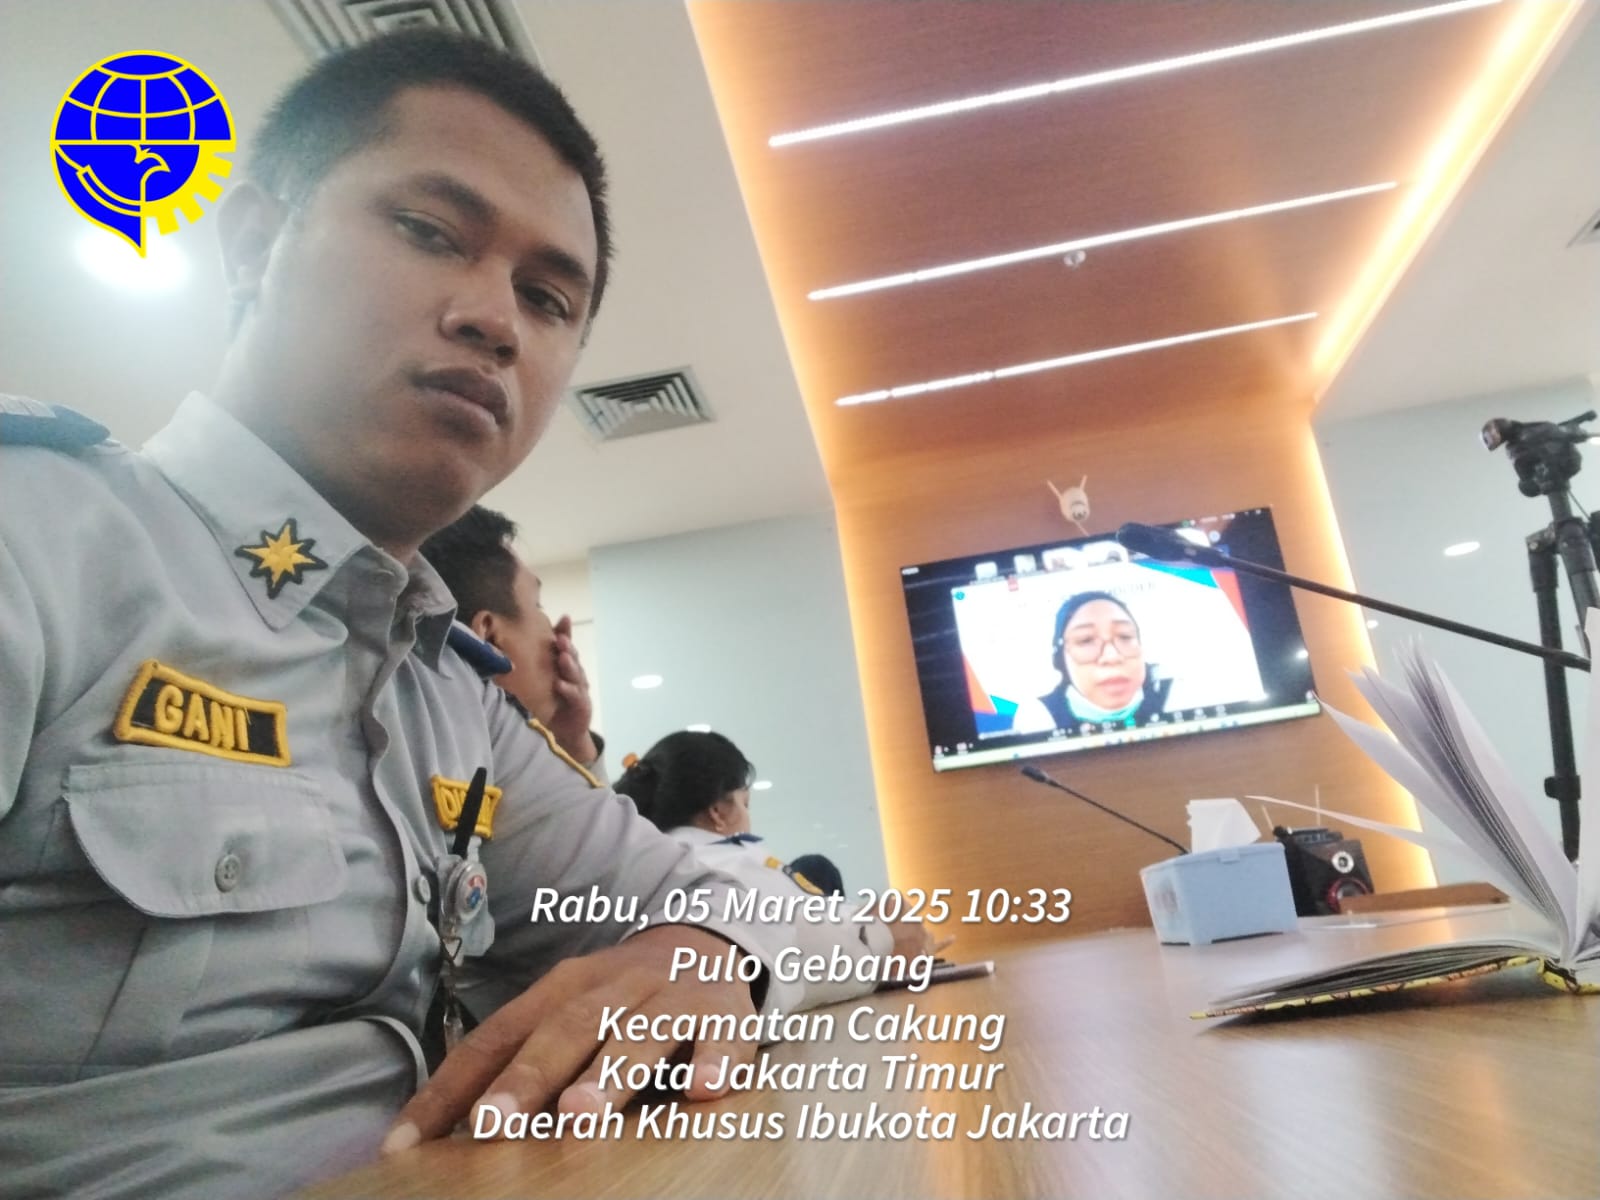 GANI
Rabu, 05 Maret 2025 10:33
Pulo Gebang
Kecamatan Cakung
Kota Jakarta Timur
Daerah Khusus Ibukota Jakarta